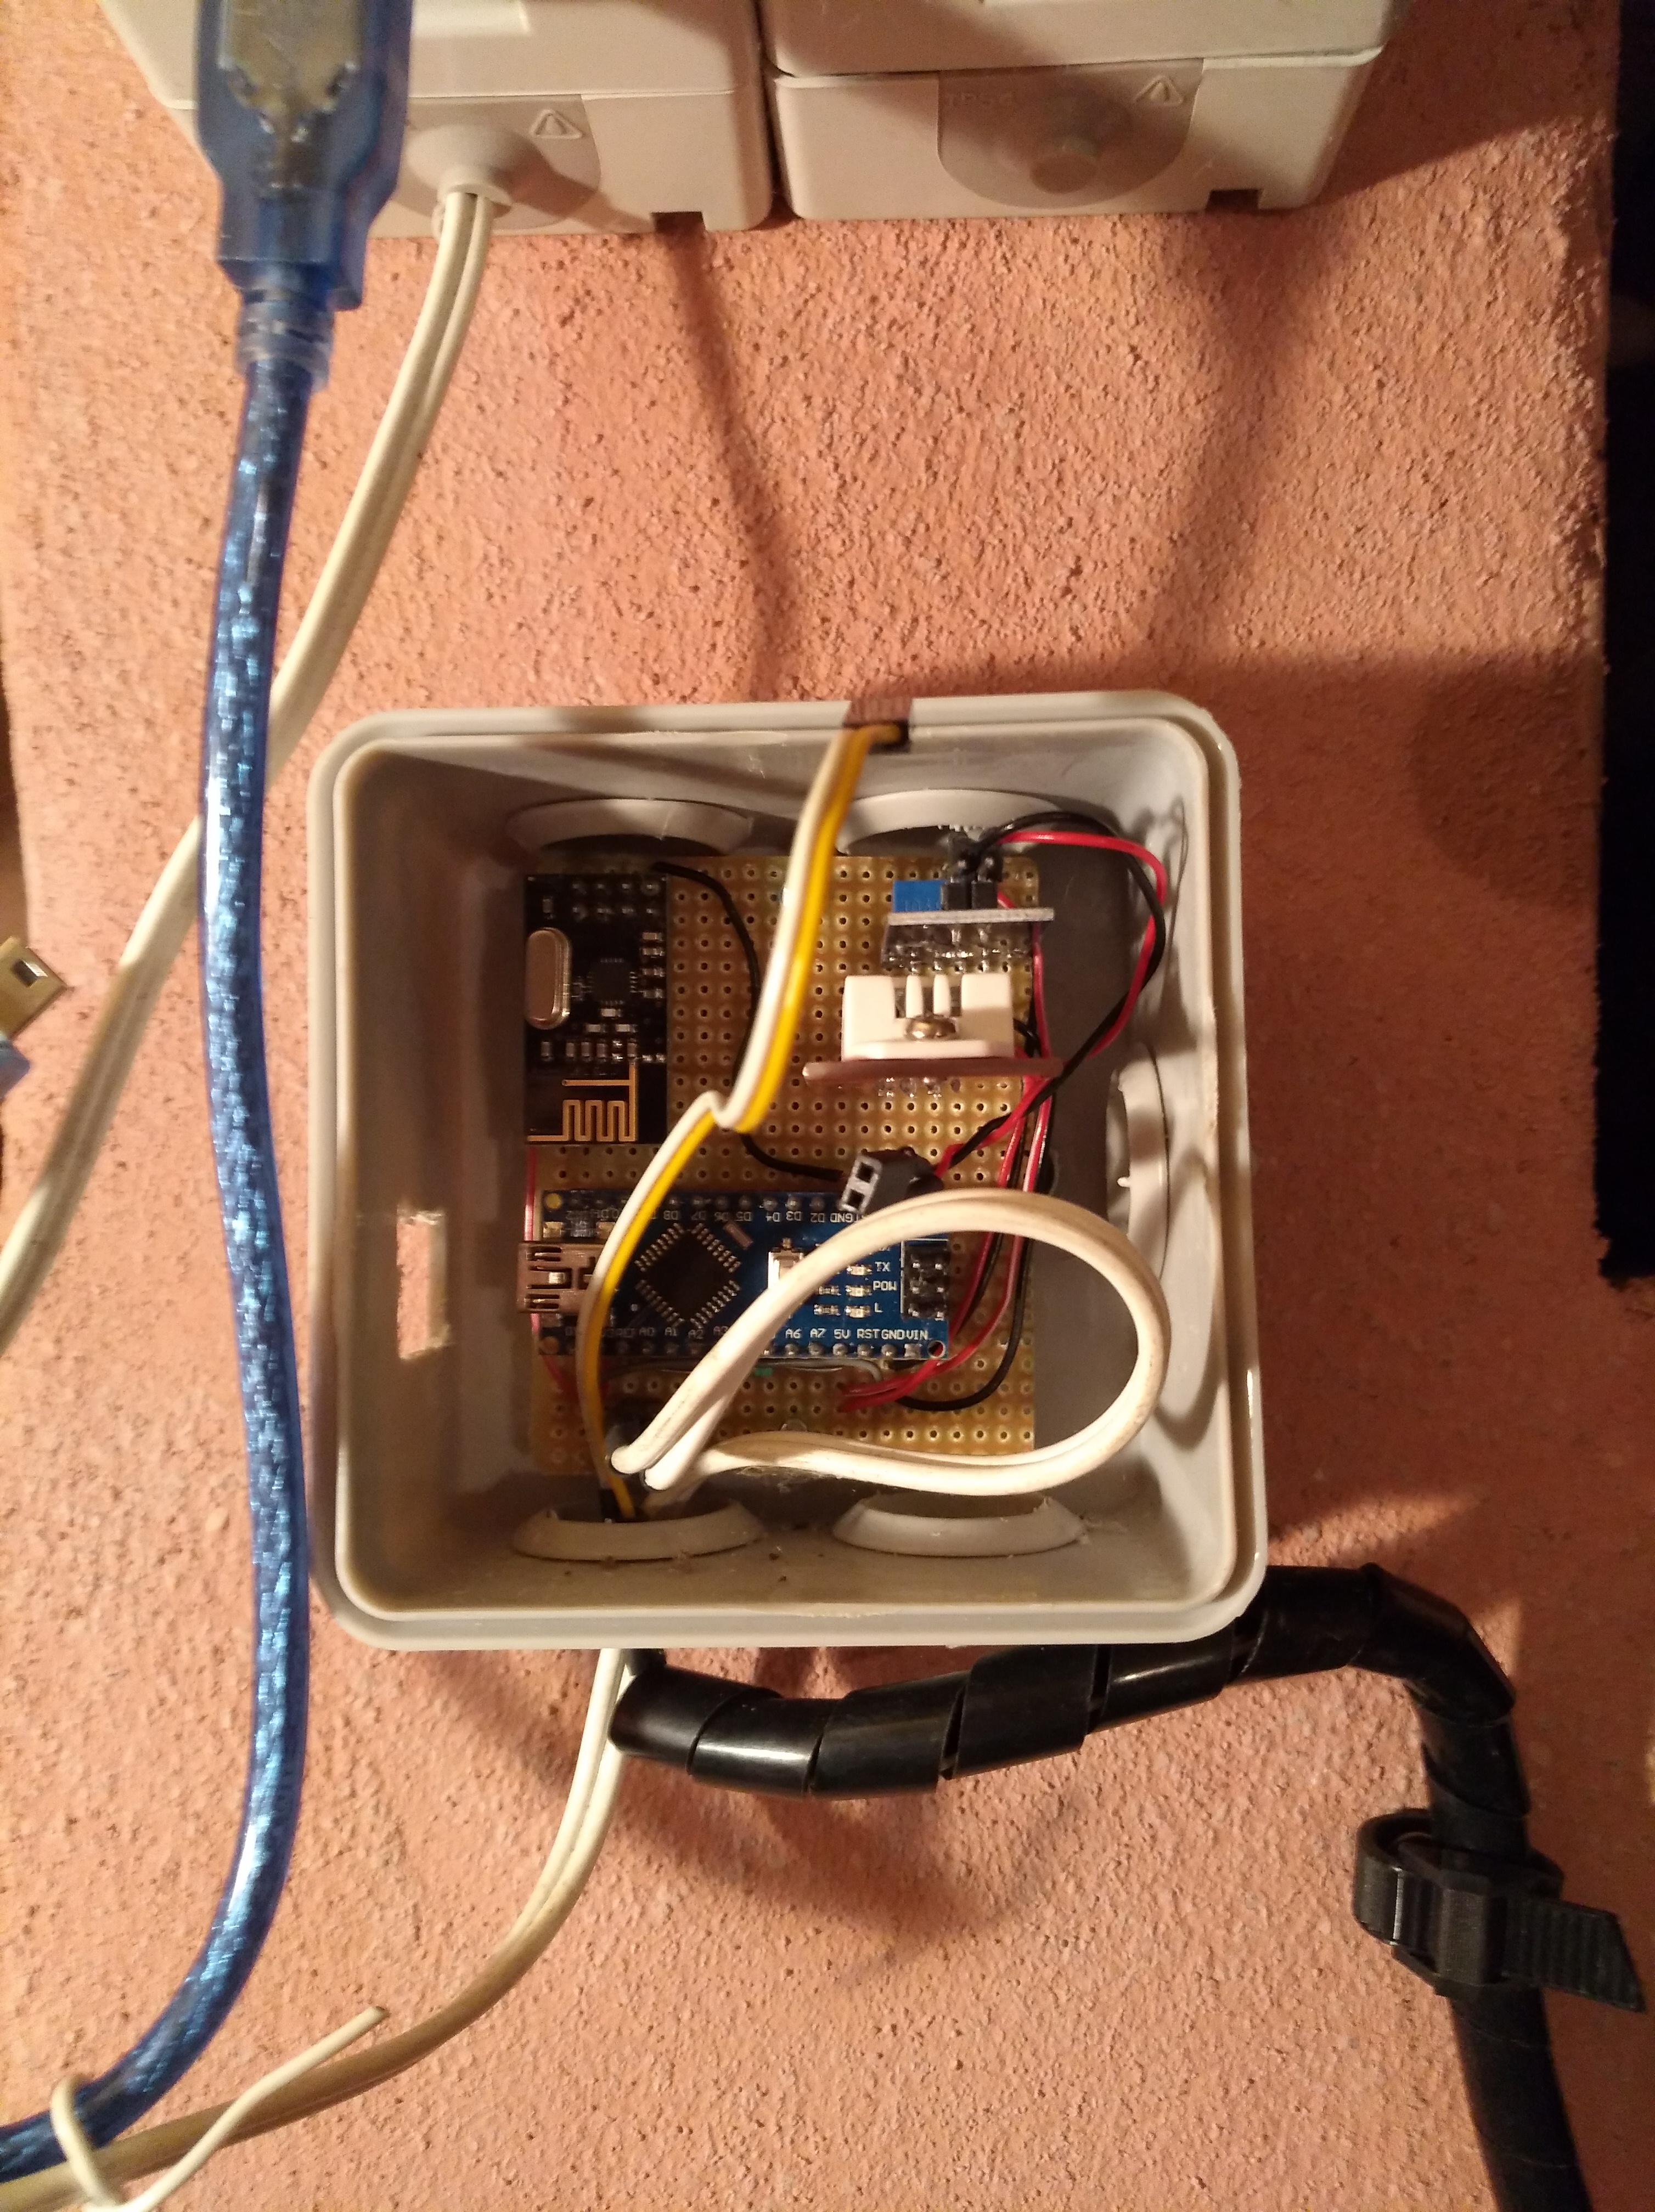 IP54
D8 D7 D6 D5 D4 D3 D2 GND
TX
POW
L
A0 A1 A2 A3 A6 A7 5V RST GND VIN